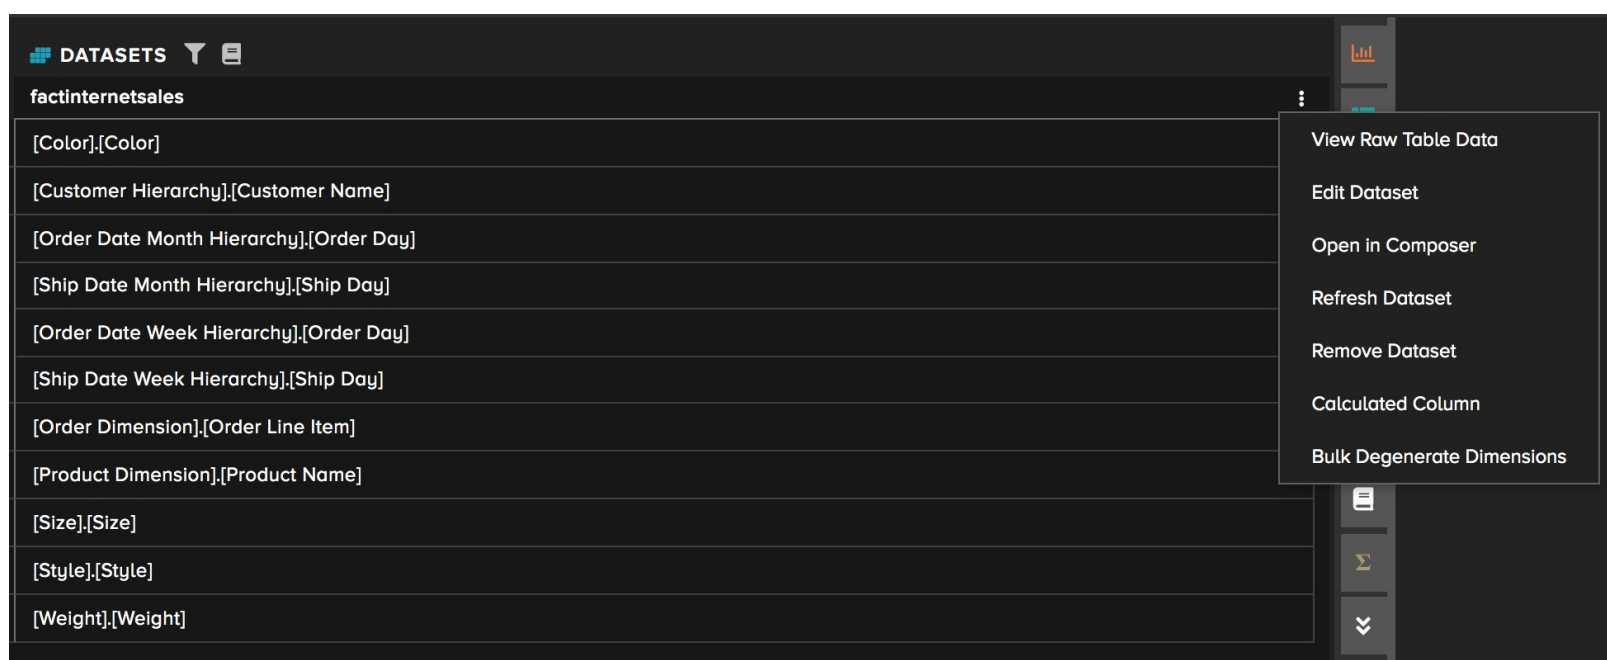 DATASETS
factinternetsales
[Color].[Color]
[Customer Hierarchy].[Customer Name]
[Order Date Month Hierarchy].[Order Day]
[Ship Date Month Hierarchy].[Ship Day]
[Order Date Week Hierarchy].[Order Day]
[Ship Date Week Hierarchy].[Ship Day]
[Order Dimension].[Order Line Item]
[Product Dimension].[Product Name]
[Size].[Size]
[Style].[Style]
[Weight].[Weight]
View Raw Table Data
Edit Dataset
Open in Composer
Refresh Dataset
Remove Dataset
Calculated Column
Bulk Degenerate Dimensions
Σ